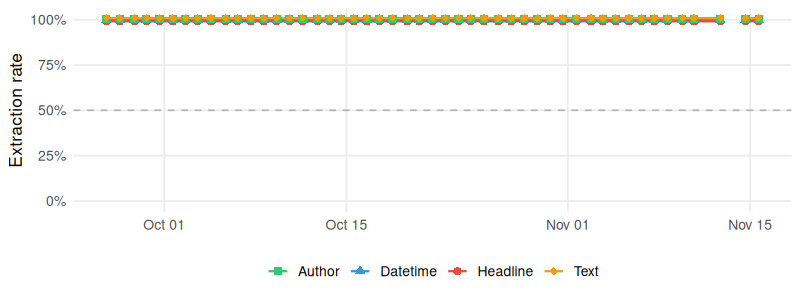 100%
75%
50%
25%
0%
Extraction rate
Oct 01 Oct 15 Nov 01 Nov 15
Author Datetime Headline Text